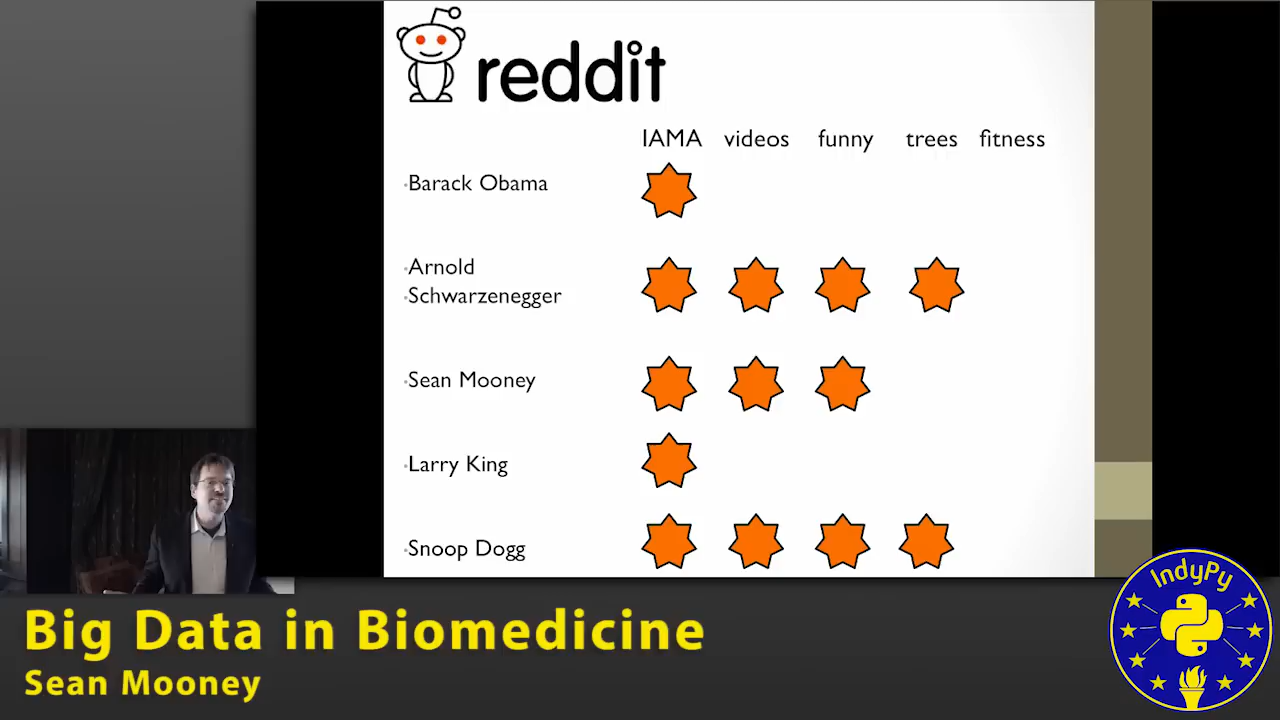 reddit
IAMA videos funny trees fitness
Barack Obama
Arnold
Schwarzenegger
Sean Mooney
Larry King
Snoop Dogg
Big Data in Biomedicine
Sean Mooney
IndyPy